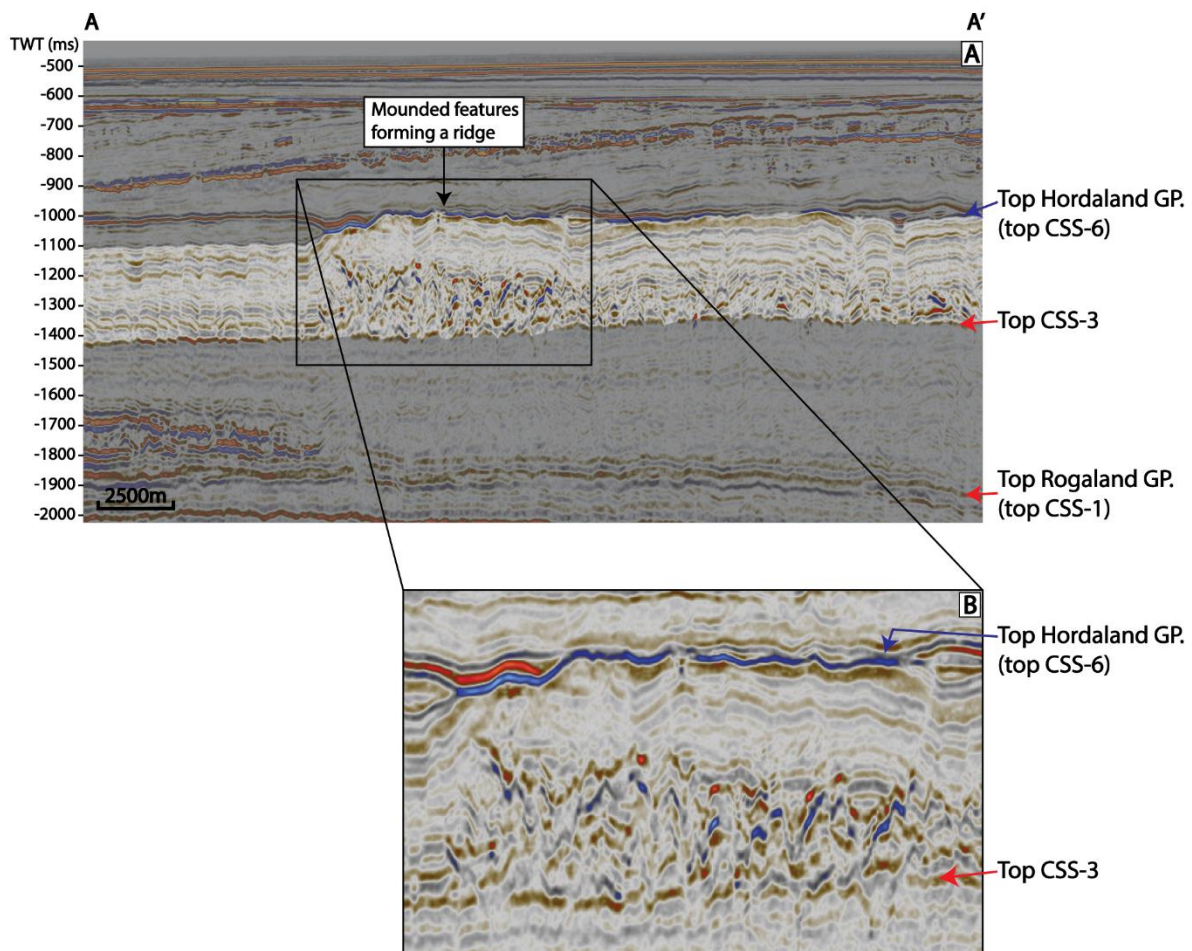 A
A'
TWT (ms)
A
-500
-600
-700
-800
-900
-1000
-1100
-1200
-1300
-1400
-1500
-1600
-1700
-1800
-1900
-2000
Mounded features
forming a ridge
Top Hordaland GP.
(top CSS-6)
Top CSS-3
Top Rogaland GP.
(top CSS-1)
2500m
B
Top Hordaland GP.
(top CSS-6)
Top CSS-3